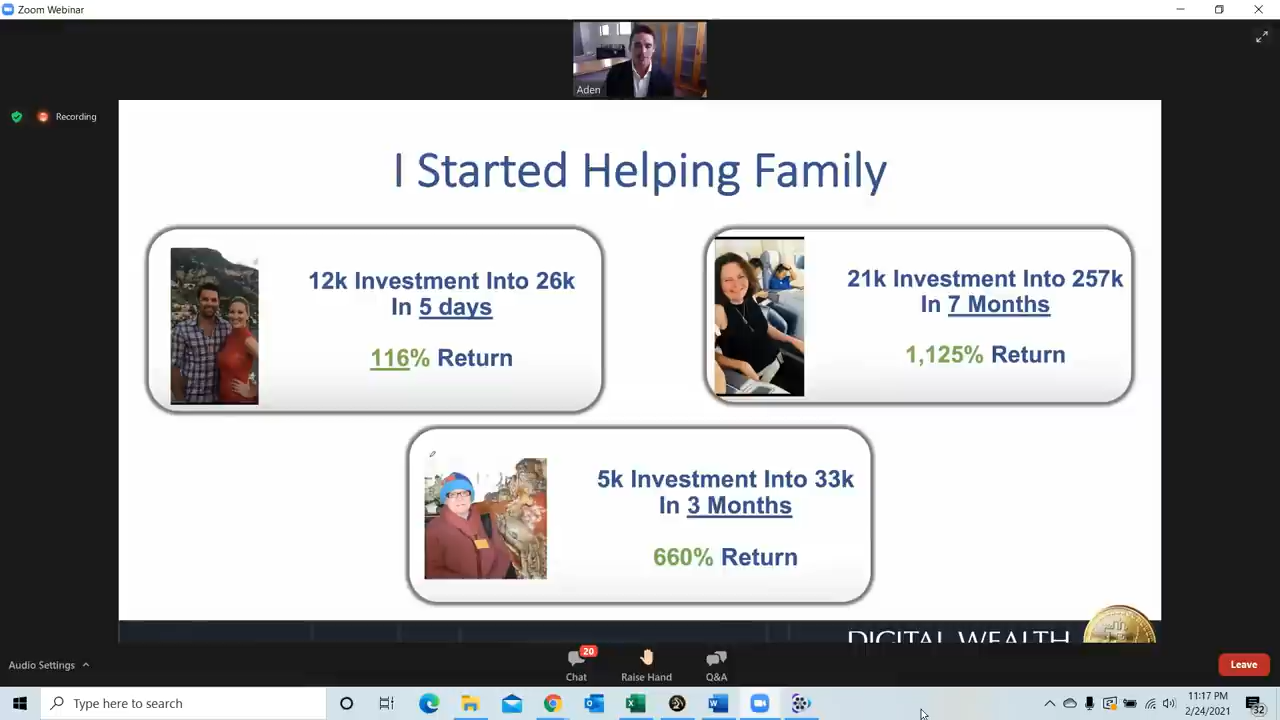 Zoom Webinar
Aden
Recording
I Started Helping Family
12k Investment Into 26k
In 5 days
116% Return
21k Investment Into 257k
In 7 Months
1,125% Return
5k Investment Into 33k
In 3 Months
660% Return
DIGITAL WEALTH
Audio Settings
20
Chat
Raise Hand
Q&A
Leave
Type here to search
11:17 PM
2/24/2021
32